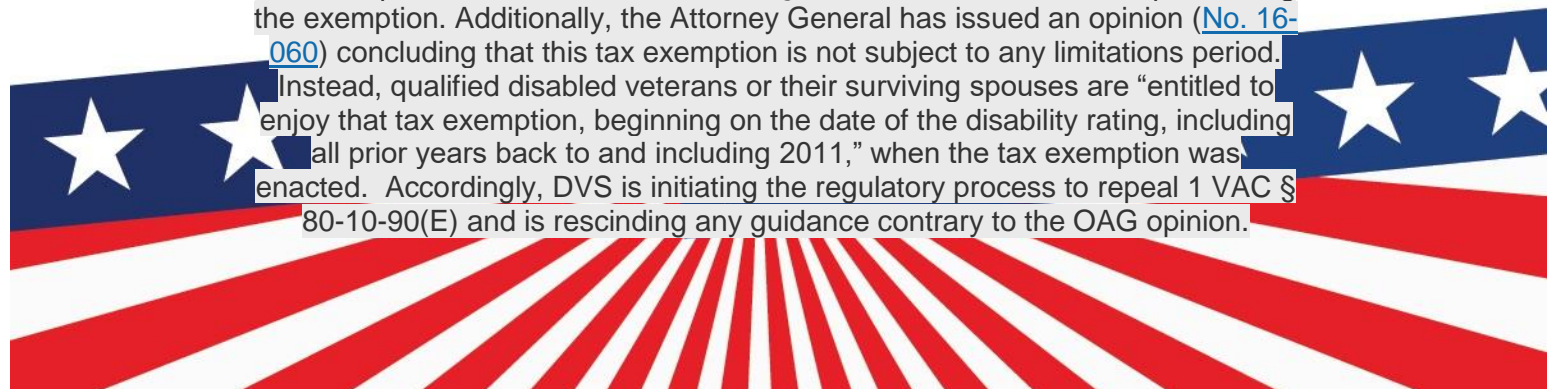 the exemption. Additionally, the Attorney General has issued an opinion (No. 16-
060) concluding that this tax exemption is not subject to any limitations period.
Instead, qualified disabled veterans or their surviving spouses are “entitled to
enjoy that tax exemption, beginning on the date of the disability rating, including
all prior years back to and including 2011,” when the tax exemption was
enacted. Accordingly, DVS is initiating the regulatory process to repeal 1 VAC §
80-10-90(E) and is rescinding any guidance contrary to the OAG opinion.